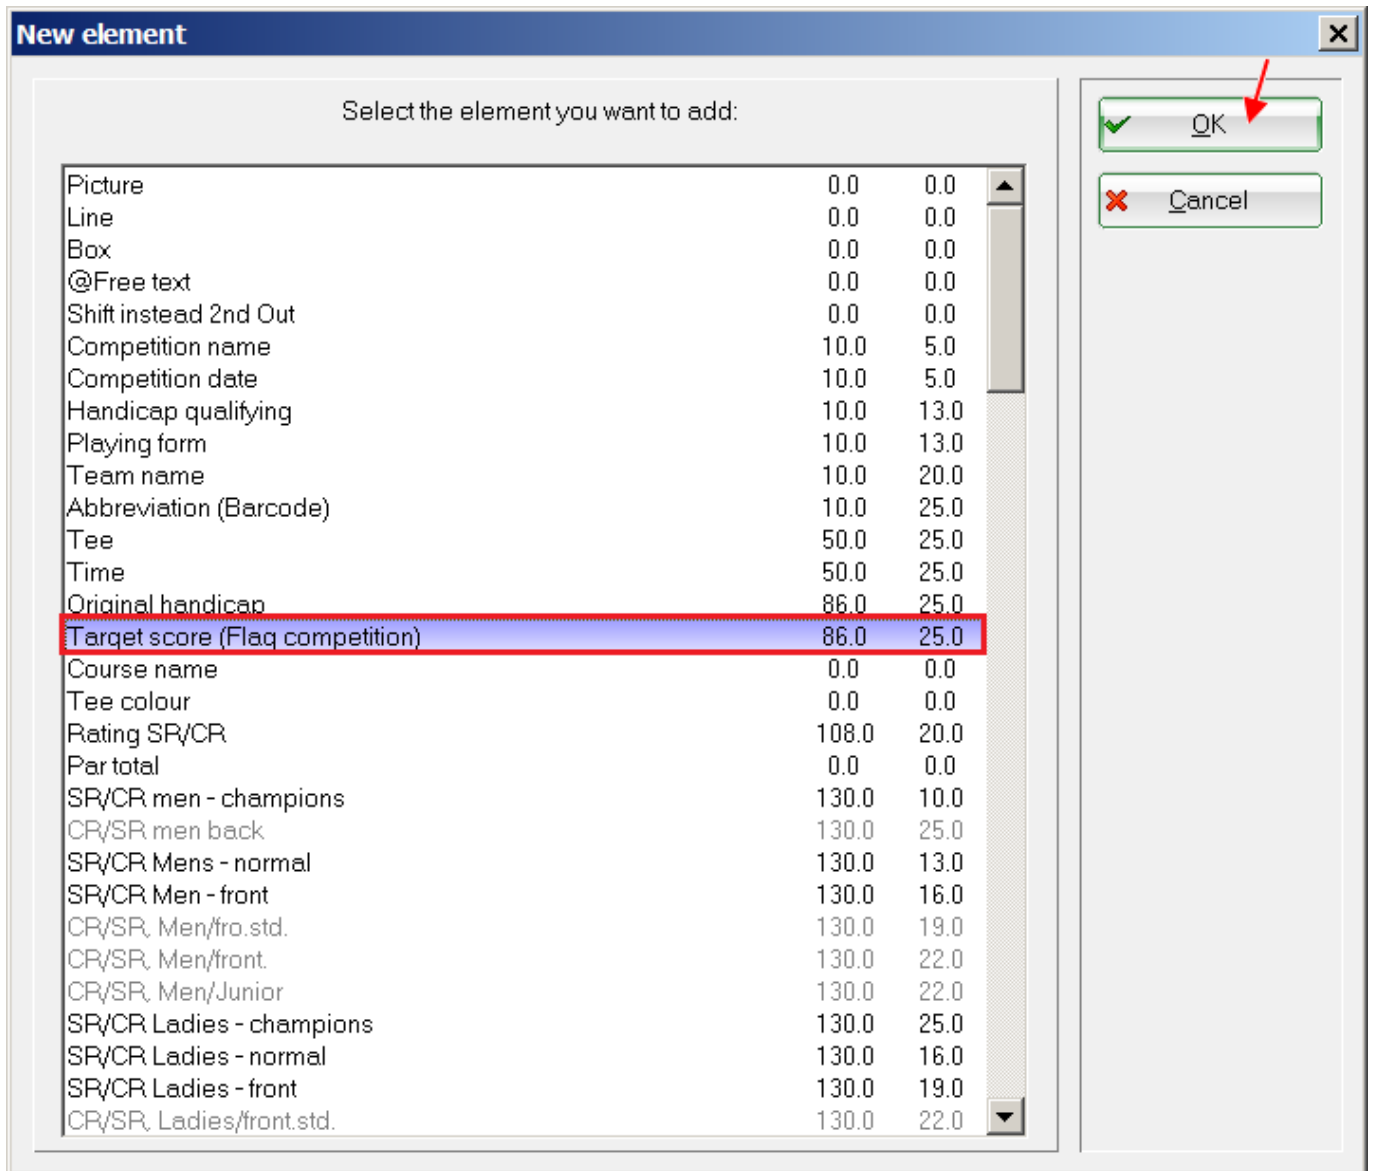 New element
Select the element you want to add:
OK
Cancel
Picture 0.0 0.0
Line 0.0 0.0
Box 0.0 0.0
@Free text 0.0 0.0
Shift instead 2nd Out 0.0 0.0
Competition name 10.0 5.0
Competition date 10.0 5.0
Handicap qualifying 10.0 13.0
Playing form 10.0 13.0
Team name 10.0 20.0
Abbreviation (Barcode) 10.0 25.0
Tee 50.0 25.0
Time 50.0 25.0
Original handicap 86.0 25.0
Target score (Flag competition) 86.0 25.0
Course name 0.0 0.0
Tee colour 0.0 0.0
Rating SR/CR 108.0 20.0
Par total 0.0 0.0
SR/CR men - champions 130.0 10.0
CR/SR men back 130.0 25.0
SR/CR Mens - normal 130.0 13.0
SR/CR Men - front 130.0 16.0
CR/SR, Men/fro.std. 130.0 19.0
CR/SR, Men/front. 130.0 22.0
CR/SR, Men/Junior 130.0 22.0
SR/CR Ladies - champions 130.0 25.0
SR/CR Ladies - normal 130.0 16.0
SR/CR Ladies - front 130.0 19.0
CR/SR, Ladies/front.std. 130.0 22.0